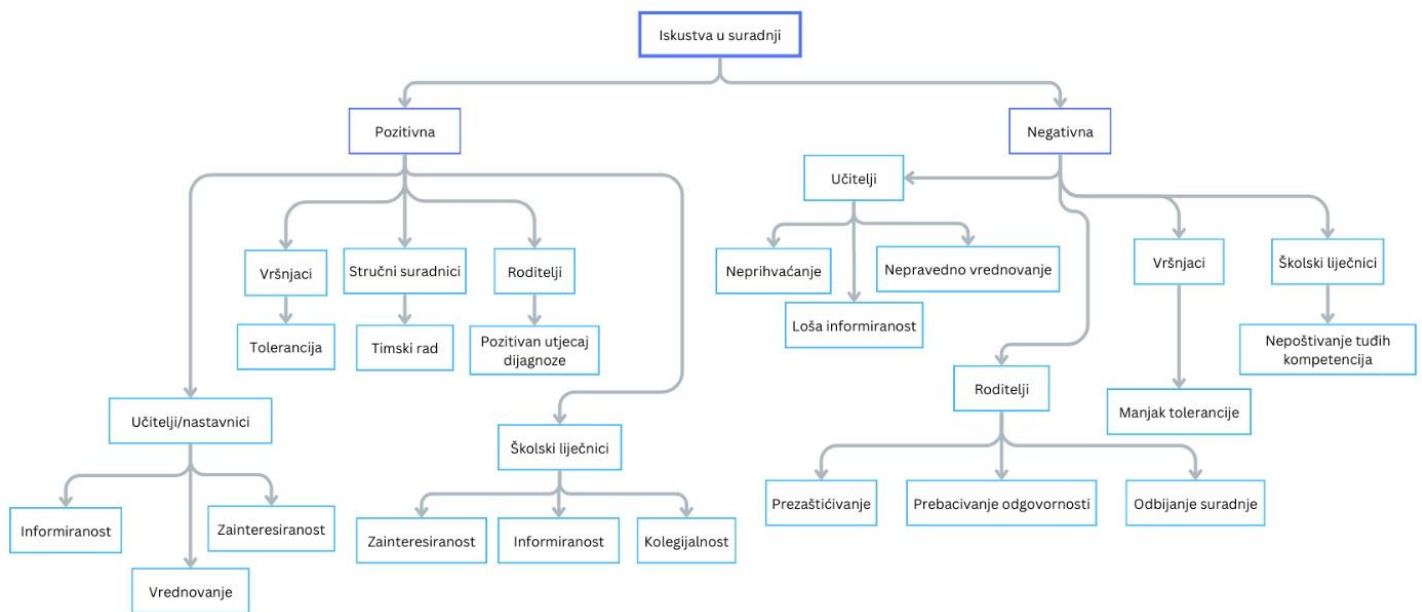 Iskustva u suradnji
Pozitivna
Negativna
Učitelji
Vršnjaci
Stručni suradnici
Roditelji
Neprihvaćanje
Nepravedno vrednovanje
Vršnjaci
Školski liječnici
Loša informiranost
Tolerancija
Timski rad
Pozitivan utjecaj
dijagnoze
Nepoštivanje tuđih
kompetencija
Roditelji
Manjak tolerancije
Učitelji/nastavnici
Školski liječnici
Prezaštićivanje
Prebacivanje odgovornosti
Odbijanje suradnje
Informiranost
Zainteresiranost
Zainteresiranost
Informiranost
Kolegijalnost
Vrednovanje